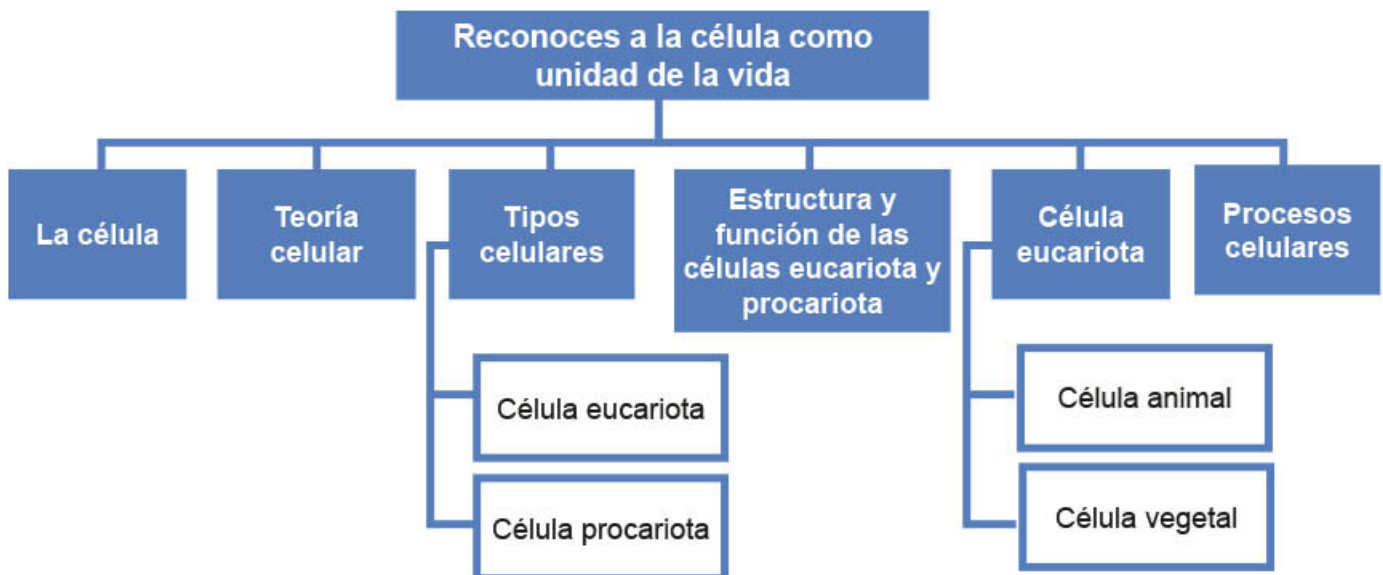 Reconoces a la célula como
unidad de la vida
La célula
Teoría
celular
Tipos
celulares
Estructura y
función de las
células eucariota y
procariota
Célula
eucariota
Procesos
celulares
Célula eucariota
Célula procariota
Célula animal
Célula vegetal